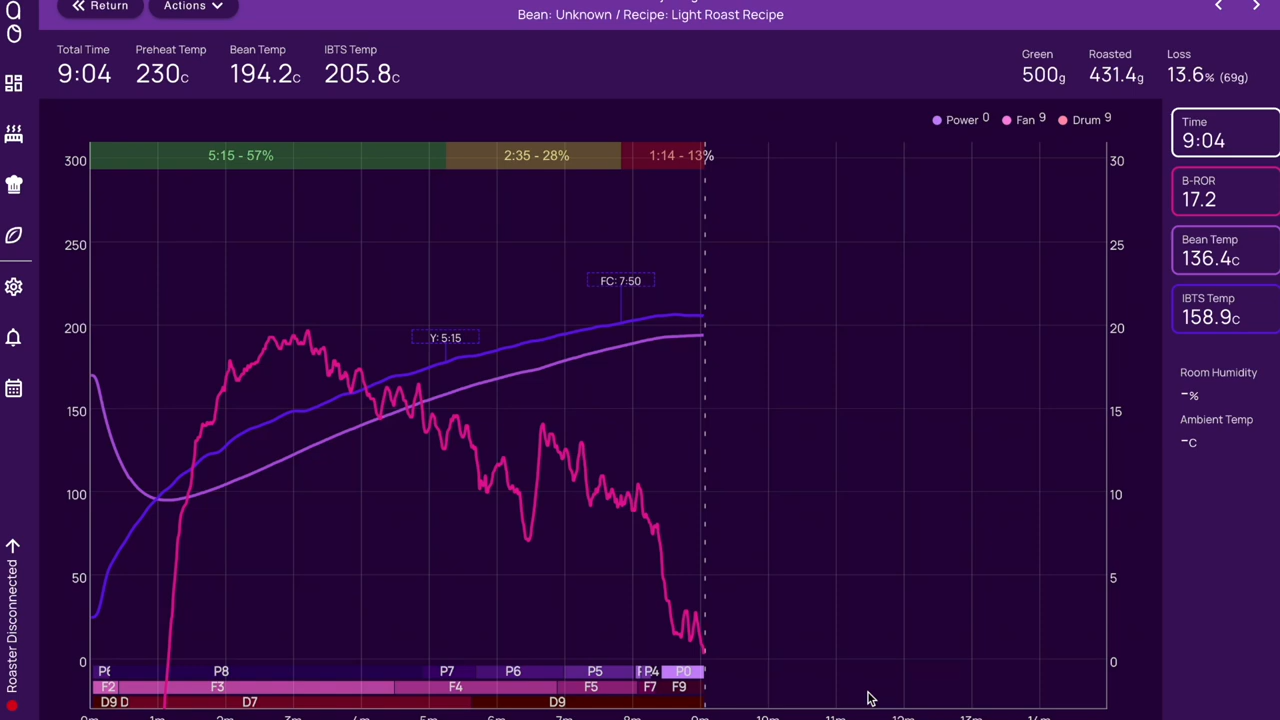 Return
Actions
Bean: Unknown / Recipe: Light Roast Recipe
Total Time
9:04
Preheat Temp
230c
Bean Temp
194.2c
IBTS Temp
205.8c
Green
500g
Roasted
431.4g
Loss
13.6% (69g)
Power 0
Fan 9
Drum 9
5:15 - 57%
2:35 - 28%
1:14 - 13%
300
250
200
150
100
50
0
30
25
20
15
10
5
0
FC: 7:50
Y: 5:15
P8
P7
P6
P5
P4
P0
F2
F3
F4
F5
F7
F9
D9
D
D7
D9
Time
9:04
B-ROR
17.2
Bean Temp
136.4c
IBTS Temp
158.9c
Room Humidity
-%
Ambient Temp
-c
Roaster Disconnected